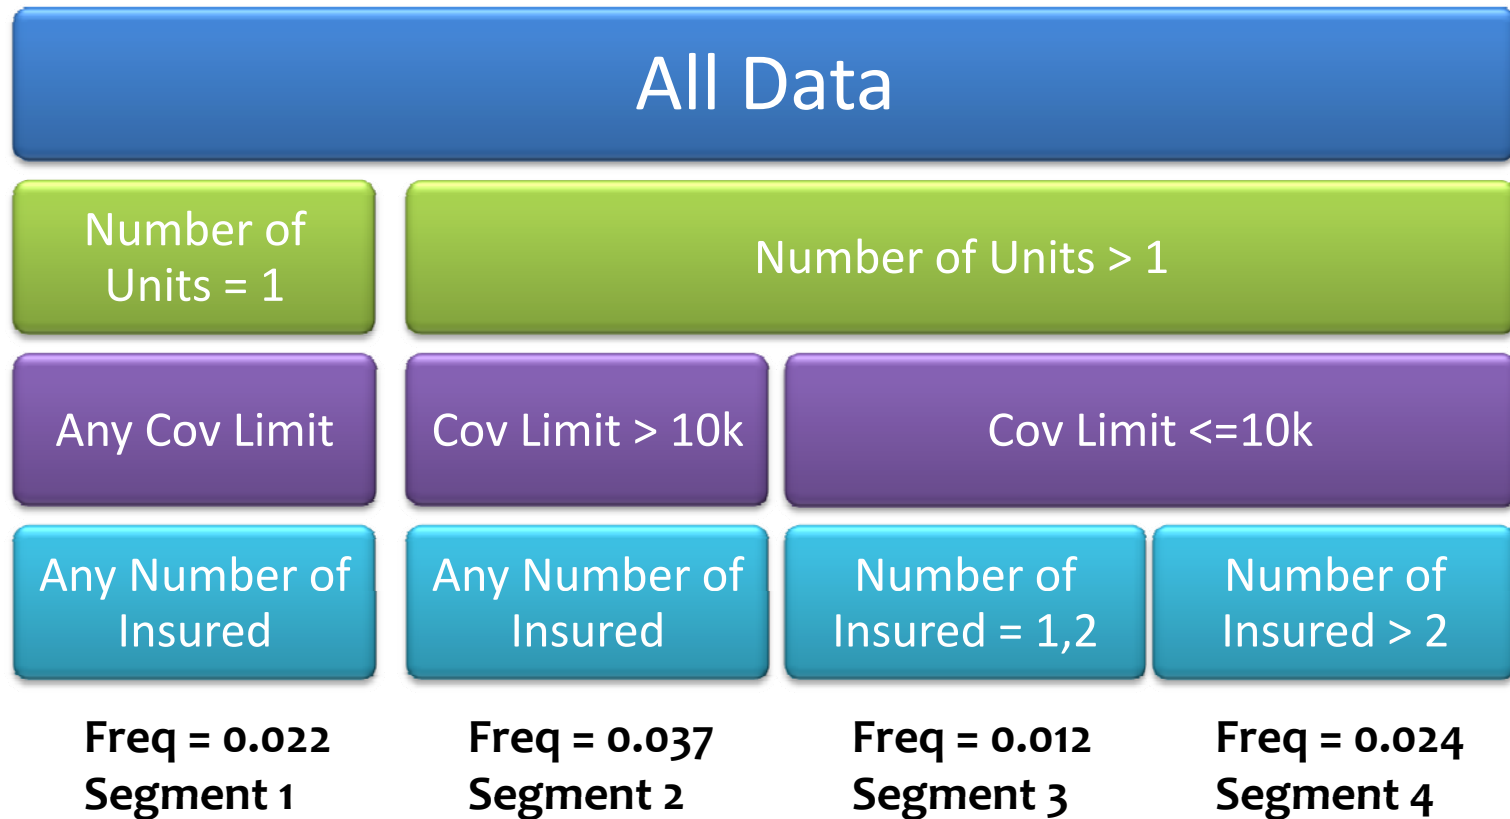 All Data
Number of
Units = 1
Number of Units > 1
Any Cov Limit
Cov Limit > 10k
Cov Limit <=10k
Any Number of
Insured
Any Number of
Insured
Number of
Insured = 1,2
Number of
Insured > 2
Freq = 0.022
Segment 1
Freq = 0.037
Segment 2
Freq = 0.012
Segment 3
Freq = 0.024
Segment 4